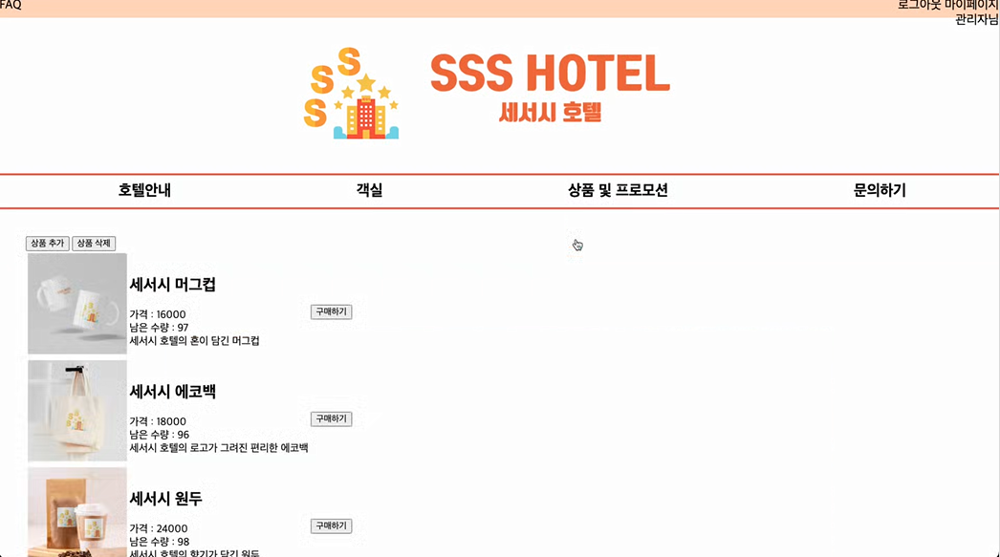 FAQ
로그아웃 마이페이지
관리자님
S
S
S
SSS HOTEL
세서시 호텔
호텔안내 객실 상품 및 프로모션 문의하기
상품 추가 상품 삭제
세서시 머그컵
가격 : 16000
구매하기
남은 수량 : 97
세서시 호텔의 혼이 담긴 머그컵
세서시 에코백
가격 : 18000
구매하기
남은 수량 : 96
세서시 호텔의 로고가 그려진 편리한 에코백
세서시 원두
가격 : 24000
구매하기
남은 수량 : 98
세서시 호텔의 향기가 담긴 원두